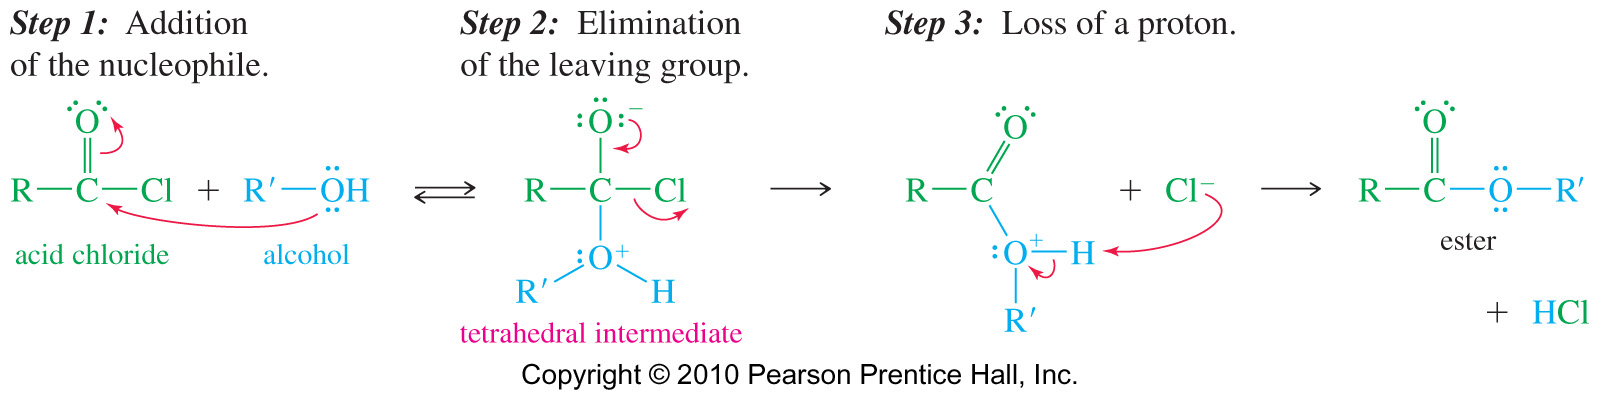 Step 1: Addition
of the nucleophile.
Step 2: Elimination
of the leaving group.
Step 3: Loss of a proton.
O
R—C—Cl + R′—OH
acid chloride alcohol
O −
R—C—Cl
O +
R′ H
tetrahedral intermediate
O
R—C + Cl−
O + — H
R′
O
R—C—O—R′
ester
+ HCl
Copyright © 2010 Pearson Prentice Hall, Inc.